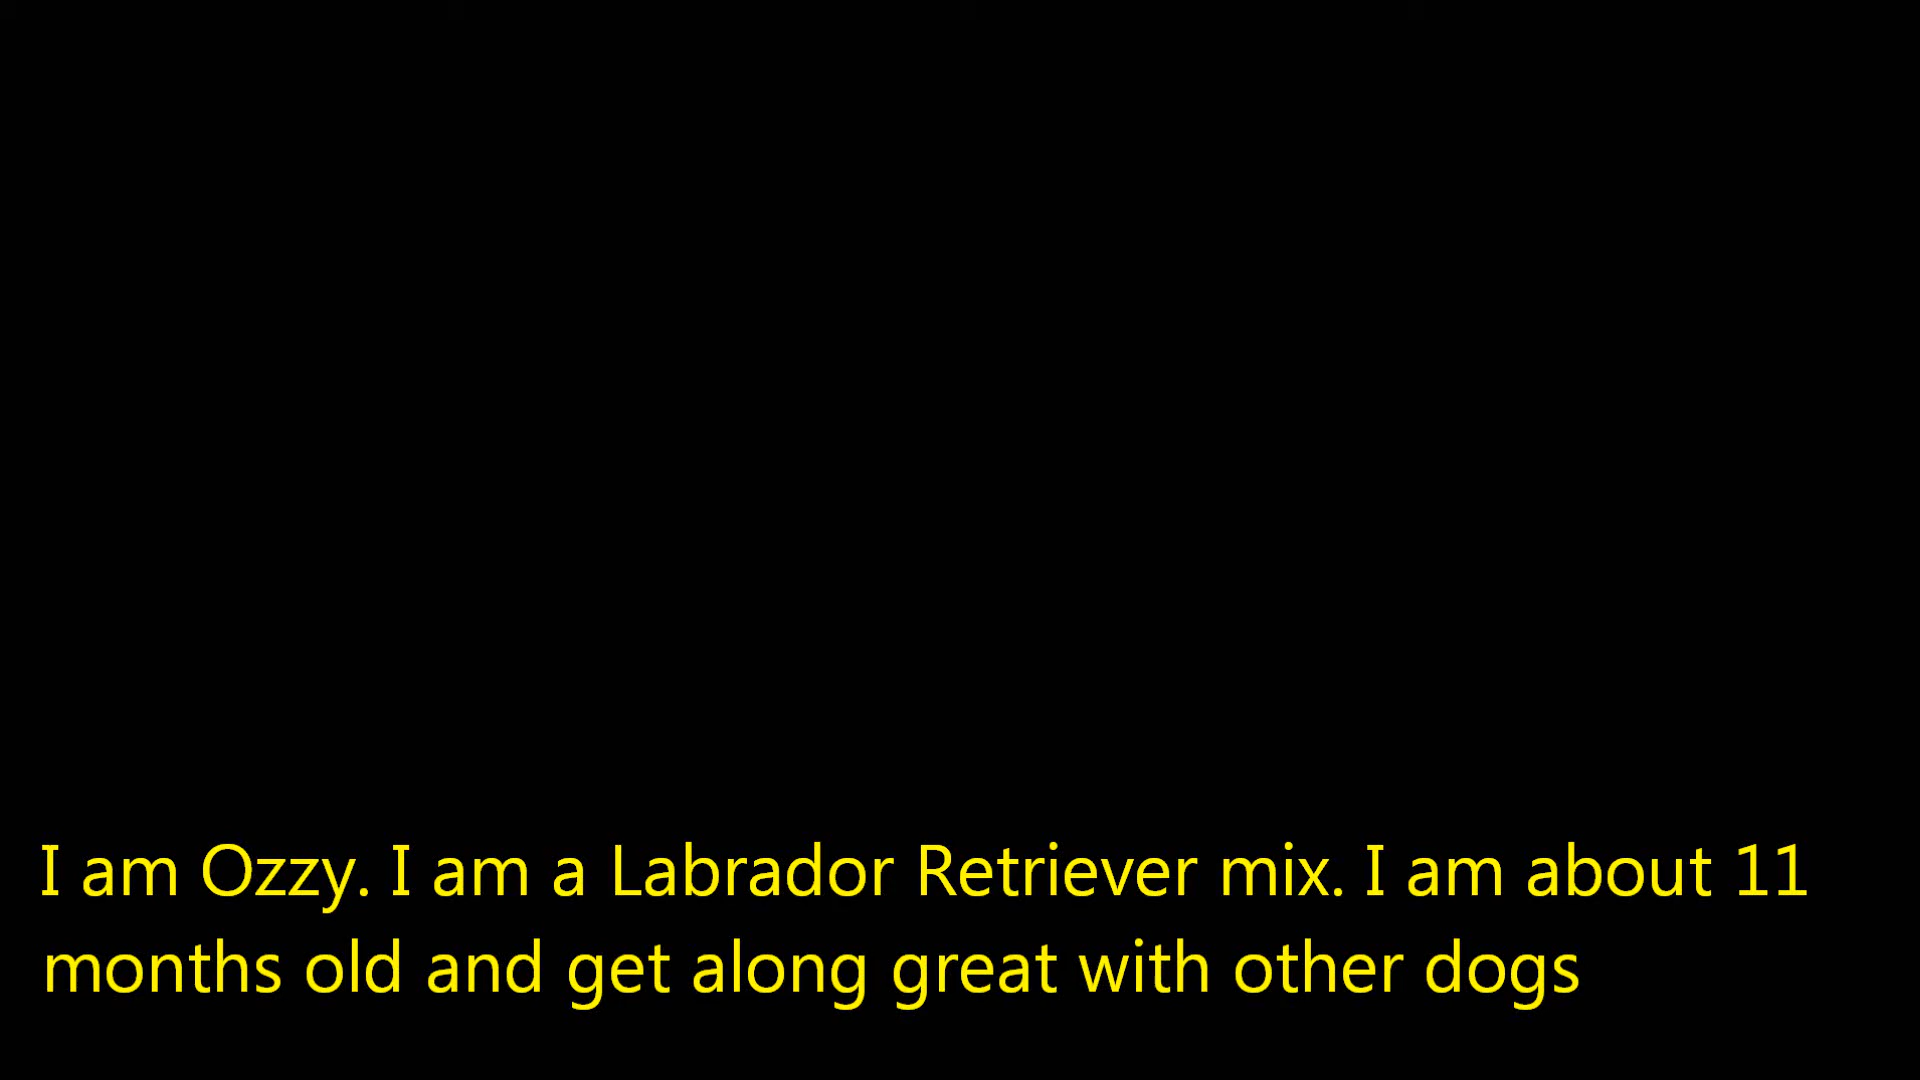 I am Ozzy. I am a Labrador Retriever mix. I am about 11
months old and get along great with other dogs